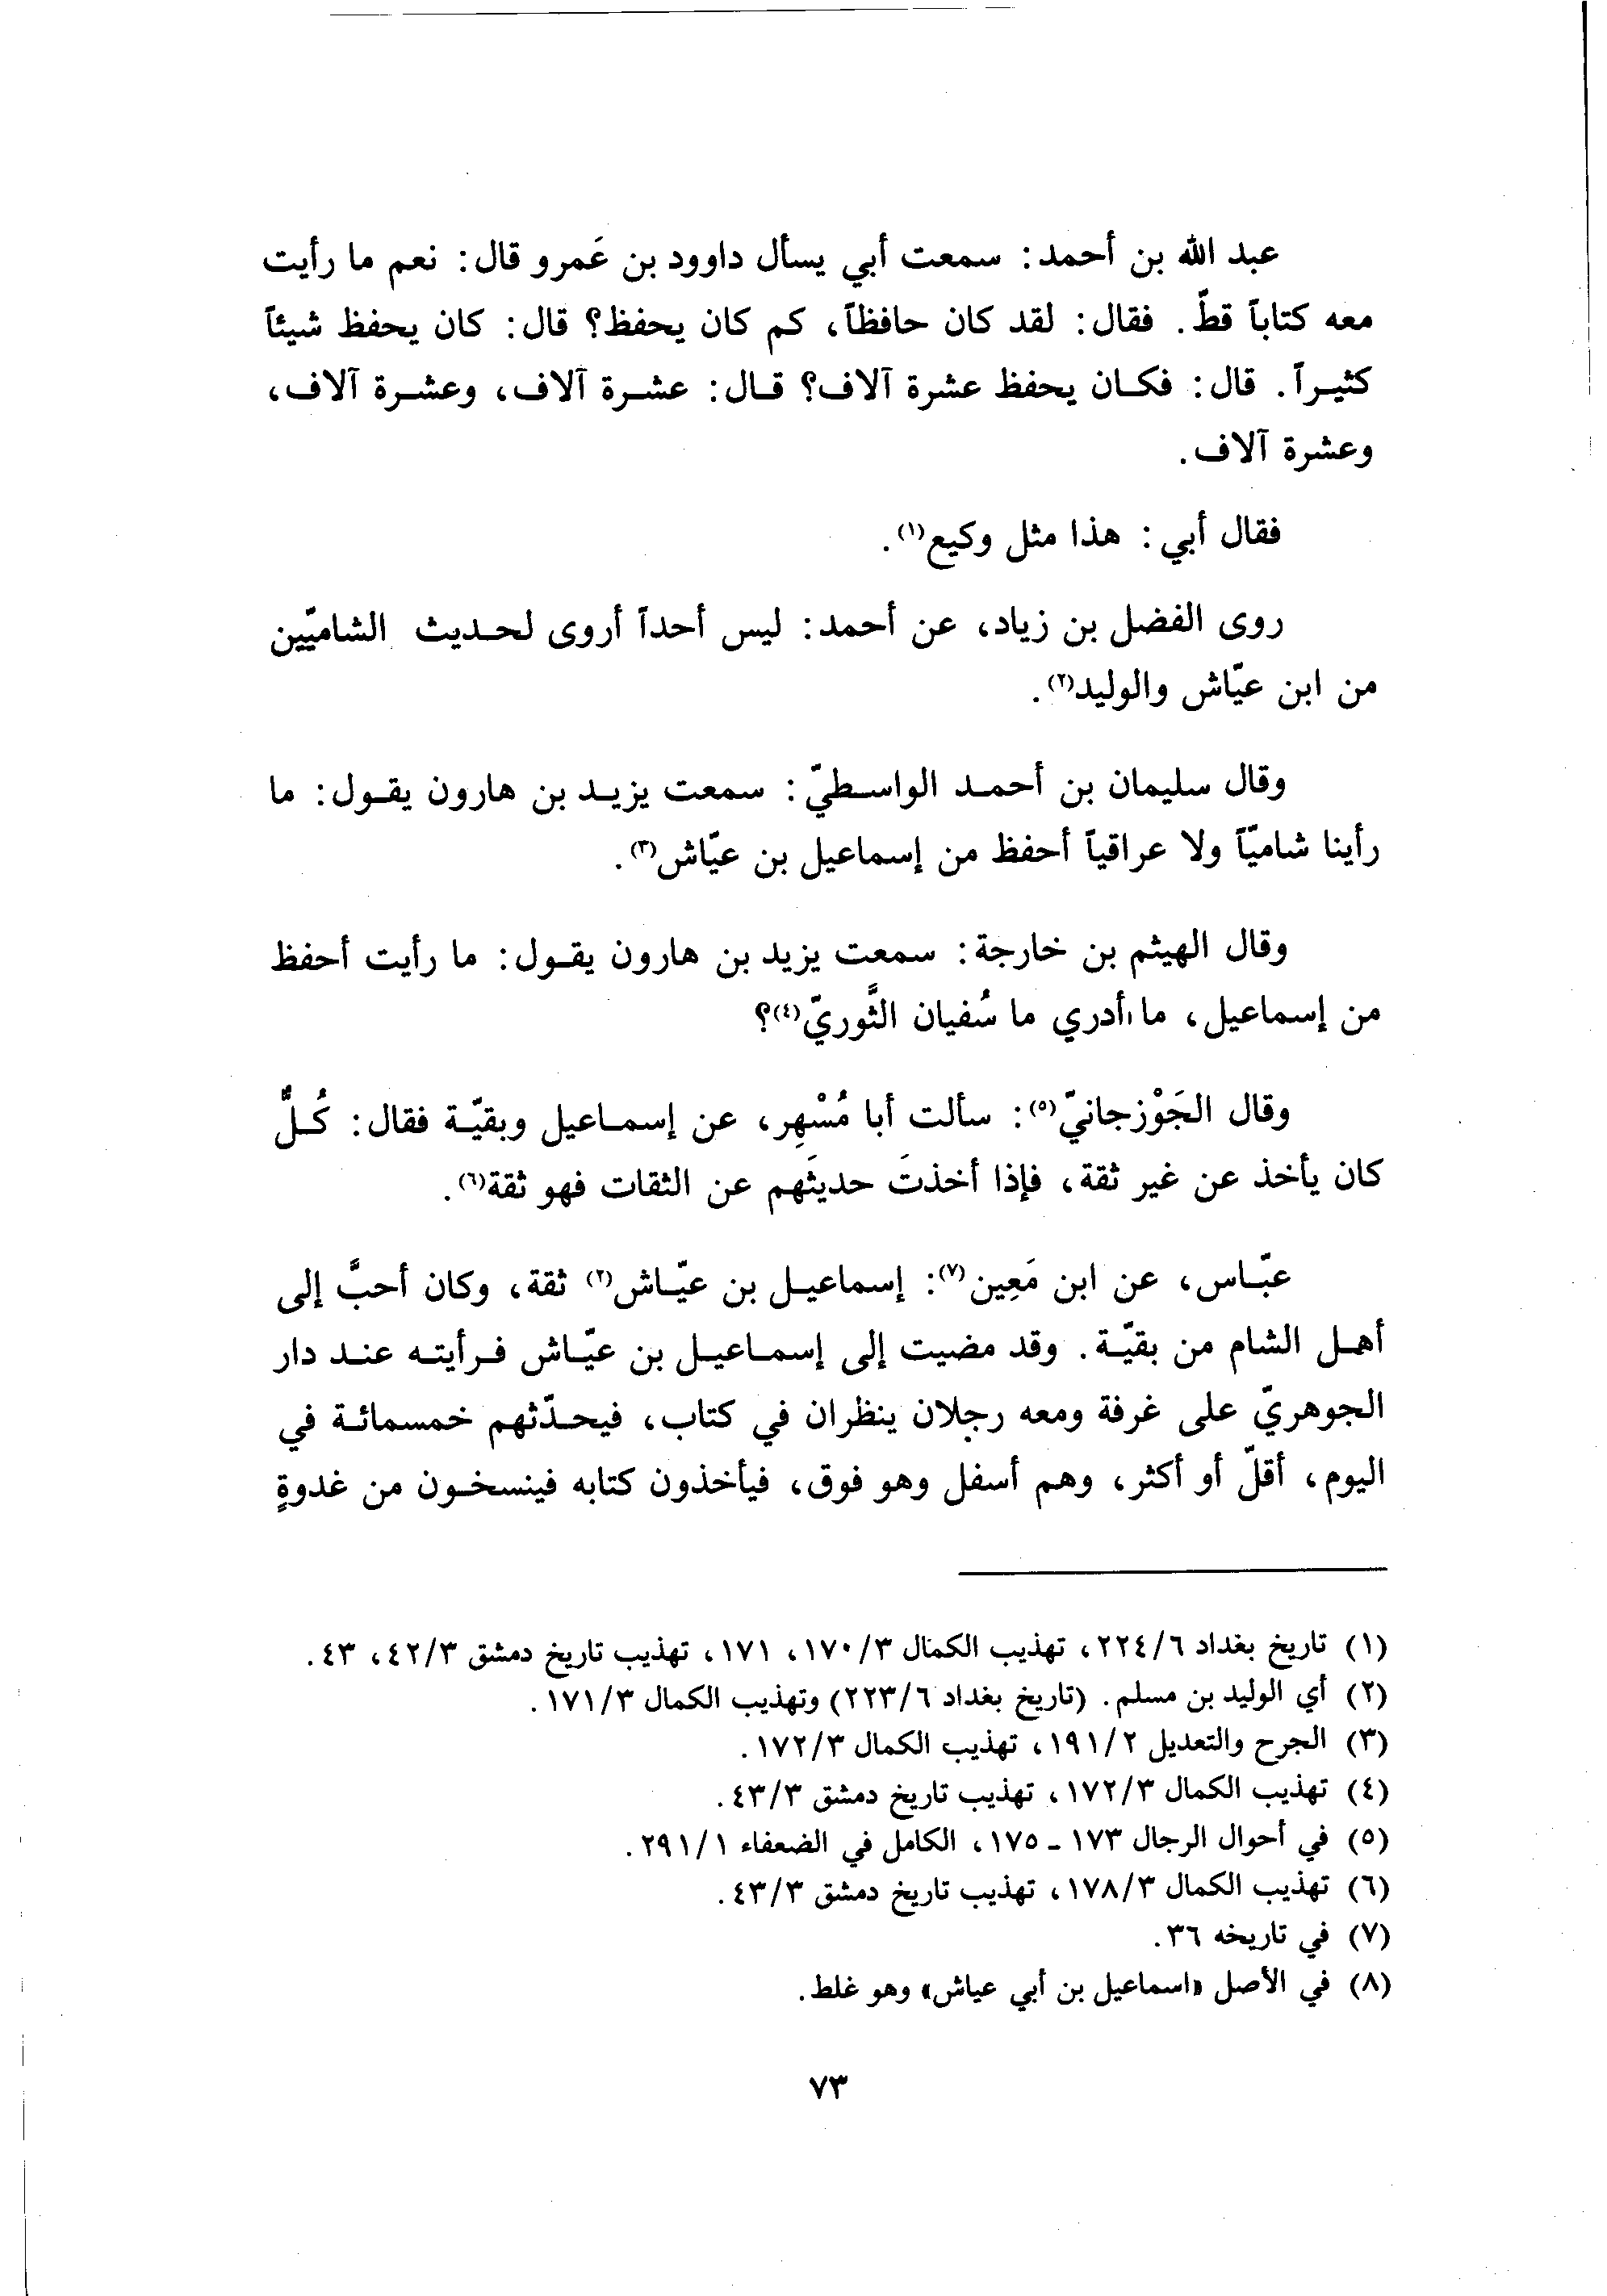 عبد الله بن أحمد: سمعت أبي يسأل داوود بن عَمرو قال: نعم ما رأيت
معه كتاباً قطّ. فقال: لقد كان حافظاً، كم كان يحفظ؟ قال: كان يحفظ شيئاً
كثيراً. قال: فكان يحفظ عشرة آلاف؟ قال: عشرة آلاف، وعشرة آلاف،
وعشرة آلاف.
فقال أبي: هذا مثل وكيع(١).
روى الفضل بن زياد، عن أحمد: ليس أحداً أروى لحديث الشاميّين
من ابن عيّاش والوليد(٢).
وقال سليمان بن أحمد الواسطيّ: سمعت يزيد بن هارون يقول: ما
رأينا شاميّاً ولا عراقياً أحفظ من إسماعيل بن عيّاش(٣).
وقال الهيثم بن خارجة: سمعت يزيد بن هارون يقول: ما رأيت أحفظ
من إسماعيل، ما أدري ما سُفيان الثَّوريّ(٤)؟
وقال الجَوْزجانيّ(٥): سألت أبا مُسْهِر، عن إسماعيل وبقيّة فقال: كُلٌّ
كان يأخذ عن غير ثقة، فإذا أخذتَ حديثَهم عن الثقات فهو ثقة(٦).
عبّاس، عن ابن مَعِين(٧): إسماعيل بن عيّاش(٢) ثقة، وكان أحبَّ إلى
أهل الشام من بقيّة. وقد مضيت إلى إسماعيل بن عيّاش فرأيته عند دار
الجوهريّ على غرفة ومعه رجلان ينظران في كتاب، فيحدّثهم خمسمائة في
اليوم، أقلّ أو أكثر، وهم أسفل وهو فوق، فيأخذون كتابه فينسخون من غدوةٍ
(١) تاريخ بغداد ٢٢٤/٦، تهذيب الكمال ١٧٠/٣، ١٧١، تهذيب تاريخ دمشق ٤٢/٣، ٤٣.
(٢) أي الوليد بن مسلم. (تاريخ بغداد ٢٢٣/٦) وتهذيب الكمال ١٧١/٣.
(٣) الجرح والتعديل ١٩١/٢، تهذيب الكمال ١٧٢/٣.
(٤) تهذيب الكمال ١٧٢/٣، تهذيب تاريخ دمشق ٤٣/٣.
(٥) في أحوال الرجال ١٧٣ - ١٧٥، الكامل في الضعفاء ٢٩١/١.
(٦) تهذيب الكمال ١٧٨/٣، تهذيب تاريخ دمشق ٤٣/٣.
(٧) في تاريخه ٣٦.
(٨) في الأصل «اسماعيل بن أبي عياش» وهو غلط.
٧٣